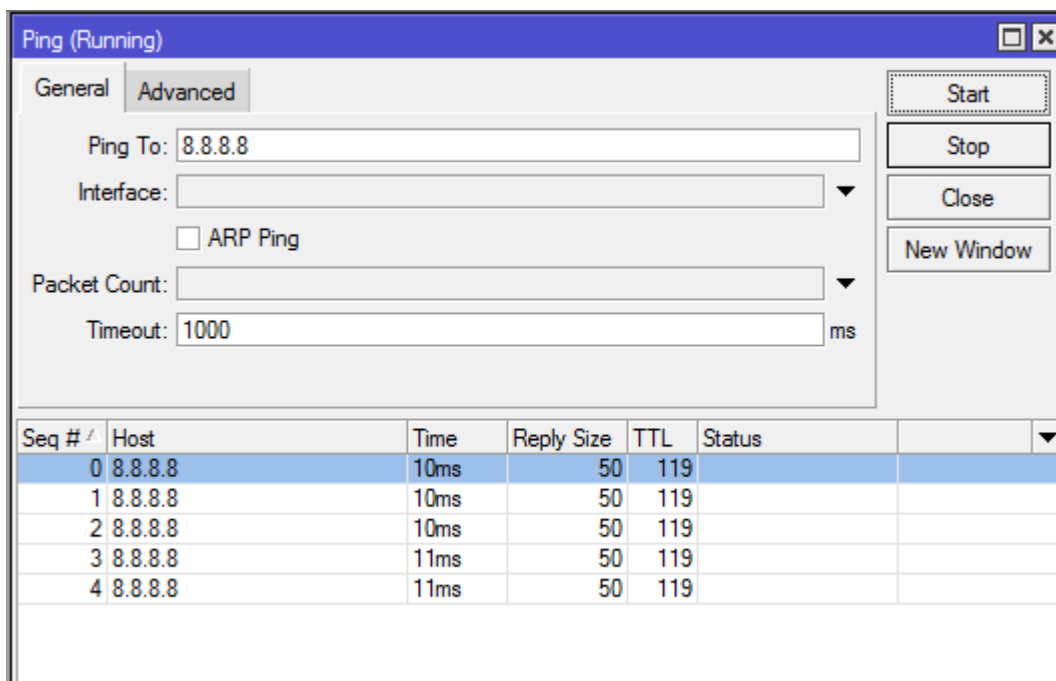 Ping (Running)
General Advanced Start
Ping To: 8.8.8.8 Stop
Interface: Close
ARP Ping New Window
Packet Count:
Timeout: 1000 ms
Seq # Host Time Reply Size TTL Status
0 8.8.8.8 10ms 50 119
1 8.8.8.8 10ms 50 119
2 8.8.8.8 10ms 50 119
3 8.8.8.8 11ms 50 119
4 8.8.8.8 11ms 50 119